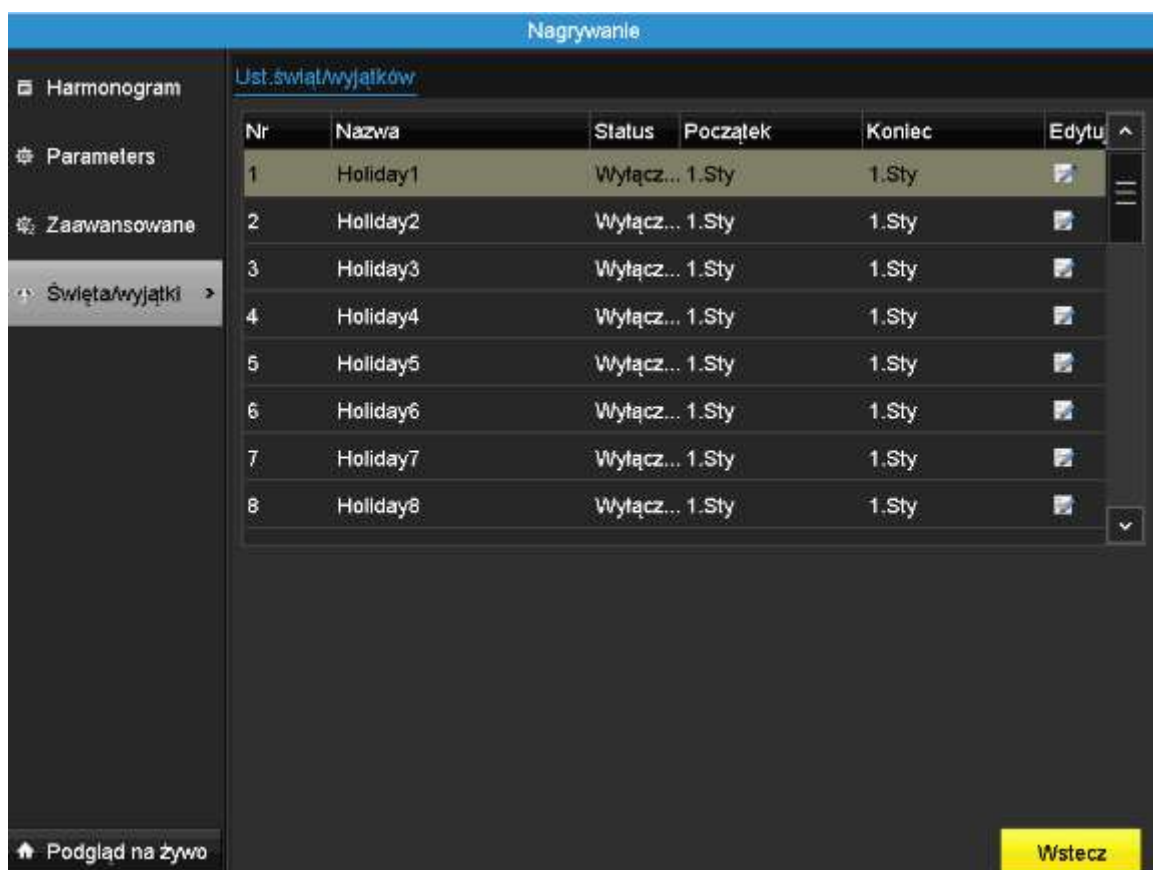 Nagrywanie
Harmonogram
Parameters
Zaawansowane
Święta/wyjątki
Podgląd na żywo
Ust.świąt/wyjątków
Nr Nazwa Status Początek Koniec Edytuj
1 Holiday1 Wyłącz... 1.Sty 1.Sty
2 Holiday2 Wyłącz... 1.Sty 1.Sty
3 Holiday3 Wyłącz... 1.Sty 1.Sty
4 Holiday4 Wyłącz... 1.Sty 1.Sty
5 Holiday5 Wyłącz... 1.Sty 1.Sty
6 Holiday6 Wyłącz... 1.Sty 1.Sty
7 Holiday7 Wyłącz... 1.Sty 1.Sty
8 Holiday8 Wyłącz... 1.Sty 1.Sty
Wstecz